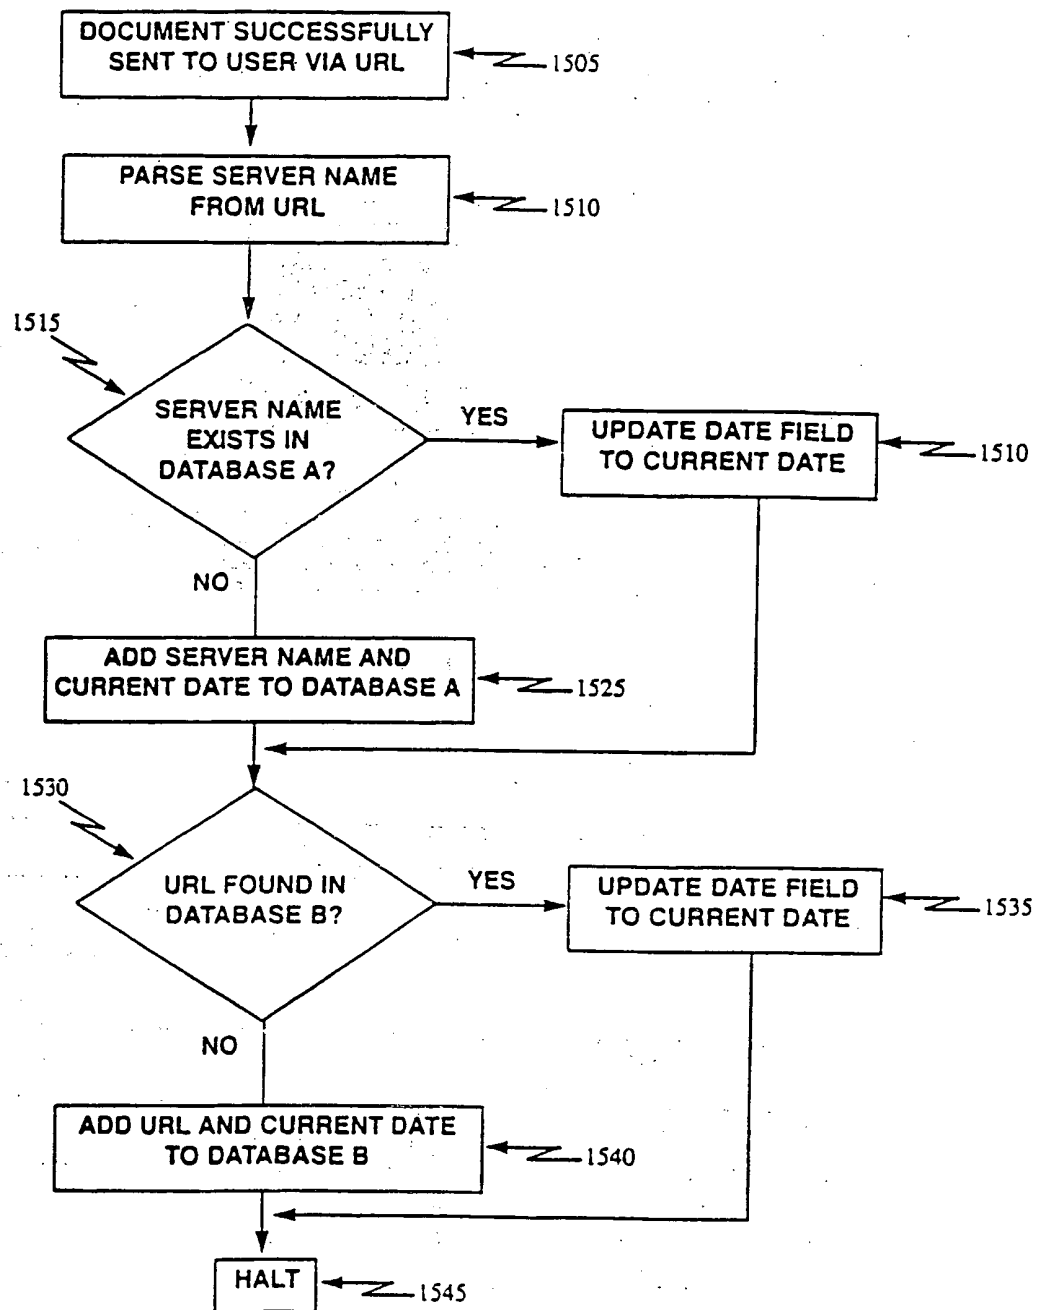 DOCUMENT SUCCESSFULLY
SENT TO USER VIA URL
1505
PARSE SERVER NAME
FROM URL
1510
1515
SERVER NAME
EXISTS IN
DATABASE A?
YES
UPDATE DATE FIELD
TO CURRENT DATE
1510
NO
ADD SERVER NAME AND
CURRENT DATE TO DATABASE A
1525
1530
URL FOUND IN
DATABASE B?
YES
UPDATE DATE FIELD
TO CURRENT DATE
1535
NO
ADD URL AND CURRENT DATE
TO DATABASE B
1540
HALT
1545